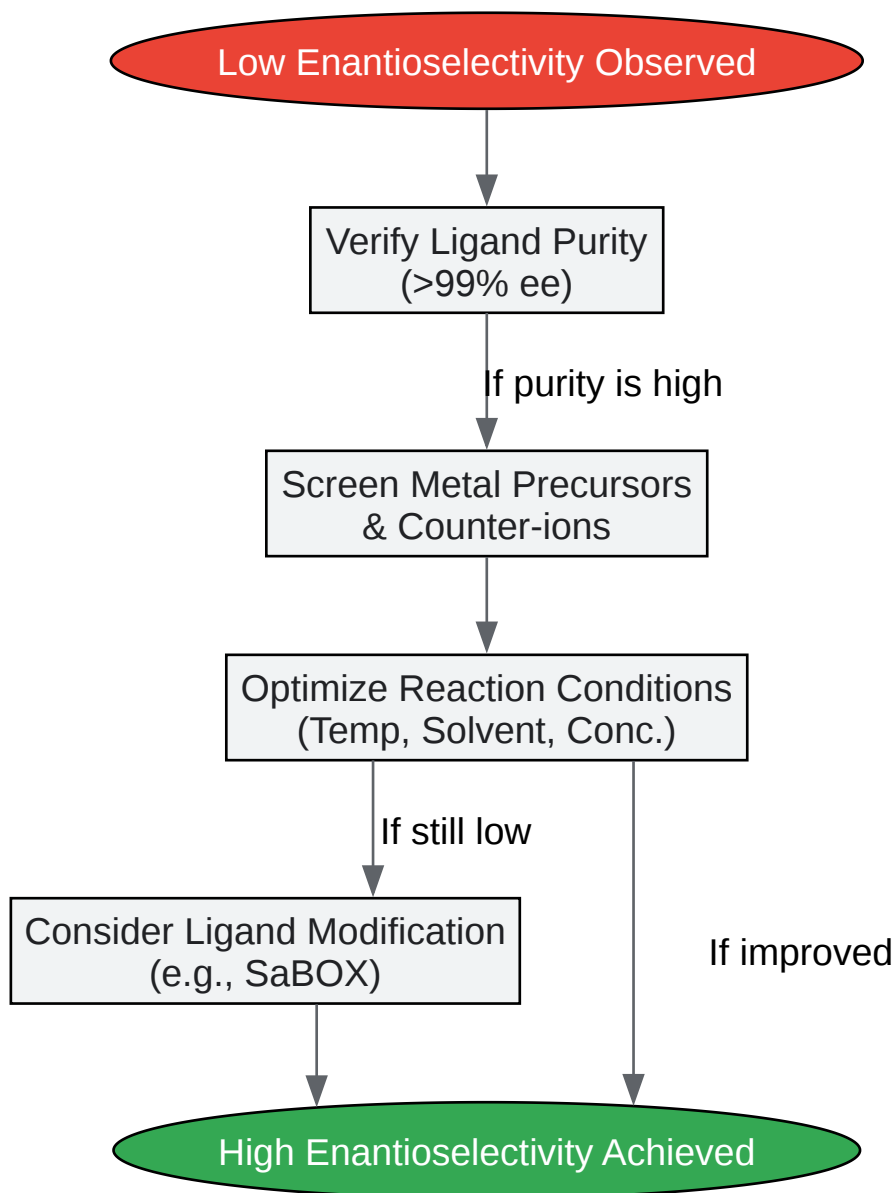 Low Enantioselectivity Observed
Verify Ligand Purity
(>99% ee)
If purity is high
Screen Metal Precursors
& Counter-ions
Optimize Reaction Conditions
(Temp, Solvent, Conc.)
If still low
Consider Ligand Modification
(e.g., SaBOX)
If improved
High Enantioselectivity Achieved